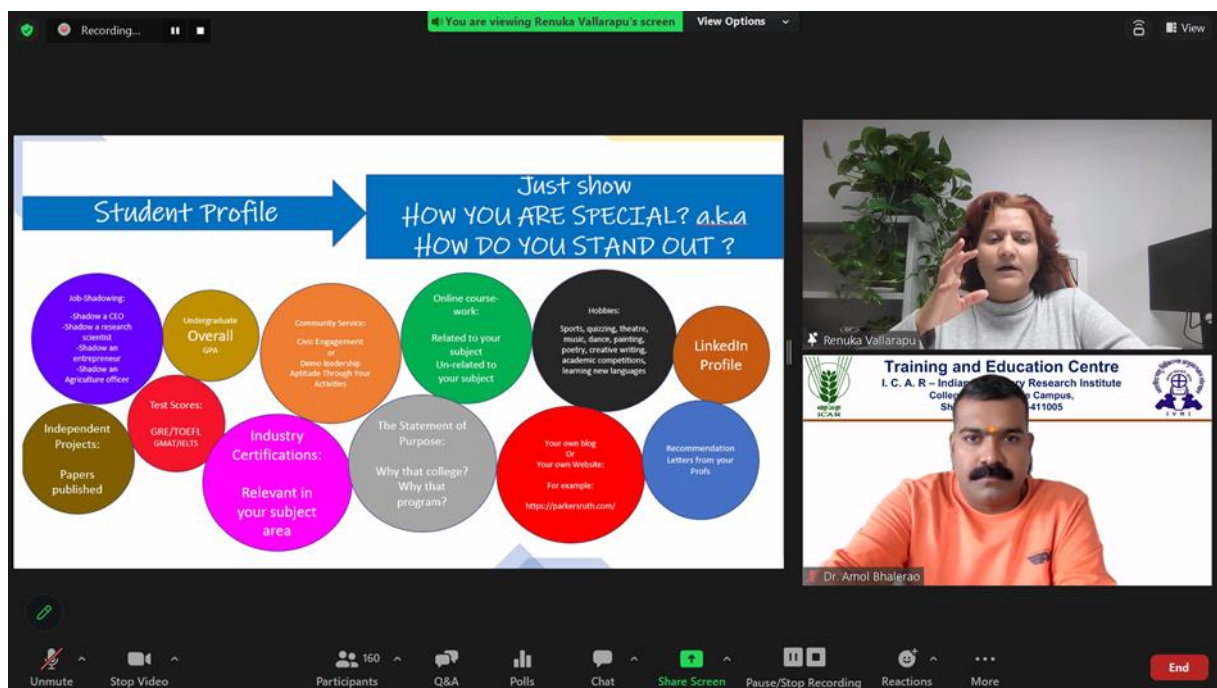 Recording...
You are viewing Renuka Vallarapu's screen
View Options
View
Student Profile
Just show
HOW YOU ARE SPECIAL? a.k.a
HOW DO YOU STAND OUT ?
Job-Shadowing:
-Shadow a CEO
-Shadow a research
scientist
-Shadow an
entrepreneur
-Shadow an
Agriculture officer
Undergraduate
Overall
GPA
Community Service:
Civic Engagement
or
Demo leadership
Aptitude Through Your
Activities
Online course-
work:
Related to your
subject
Un-related to
your subject
Hobbies:
Sports, quizzing, theatre,
music, dance, painting,
poetry, creative writing,
academic competitions,
learning new languages
LinkedIn
Profile
Independent
Projects:
Papers
published
Test Scores:
GRE/TOEFL
GMAT/IELTS
Industry
Certifications:
Relevant in
your subject
area
The Statement of
Purpose:
Why that college?
Why that
program?
Your own blog
Or
Your own Website:
For example:
https://parkersruth.com/
Recommendation
Letters from your
Profs
Renuka Vallarapu
Training and Education Centre
I. C. A. R – Research Institute
Campus,
411005
ICAR
I V R I
Dr. Amol Bhalerao
Unmute
Stop Video
160
Participants
Q&A
Polls
Chat
Share Screen
Pause/Stop Recording
Reactions
More
End